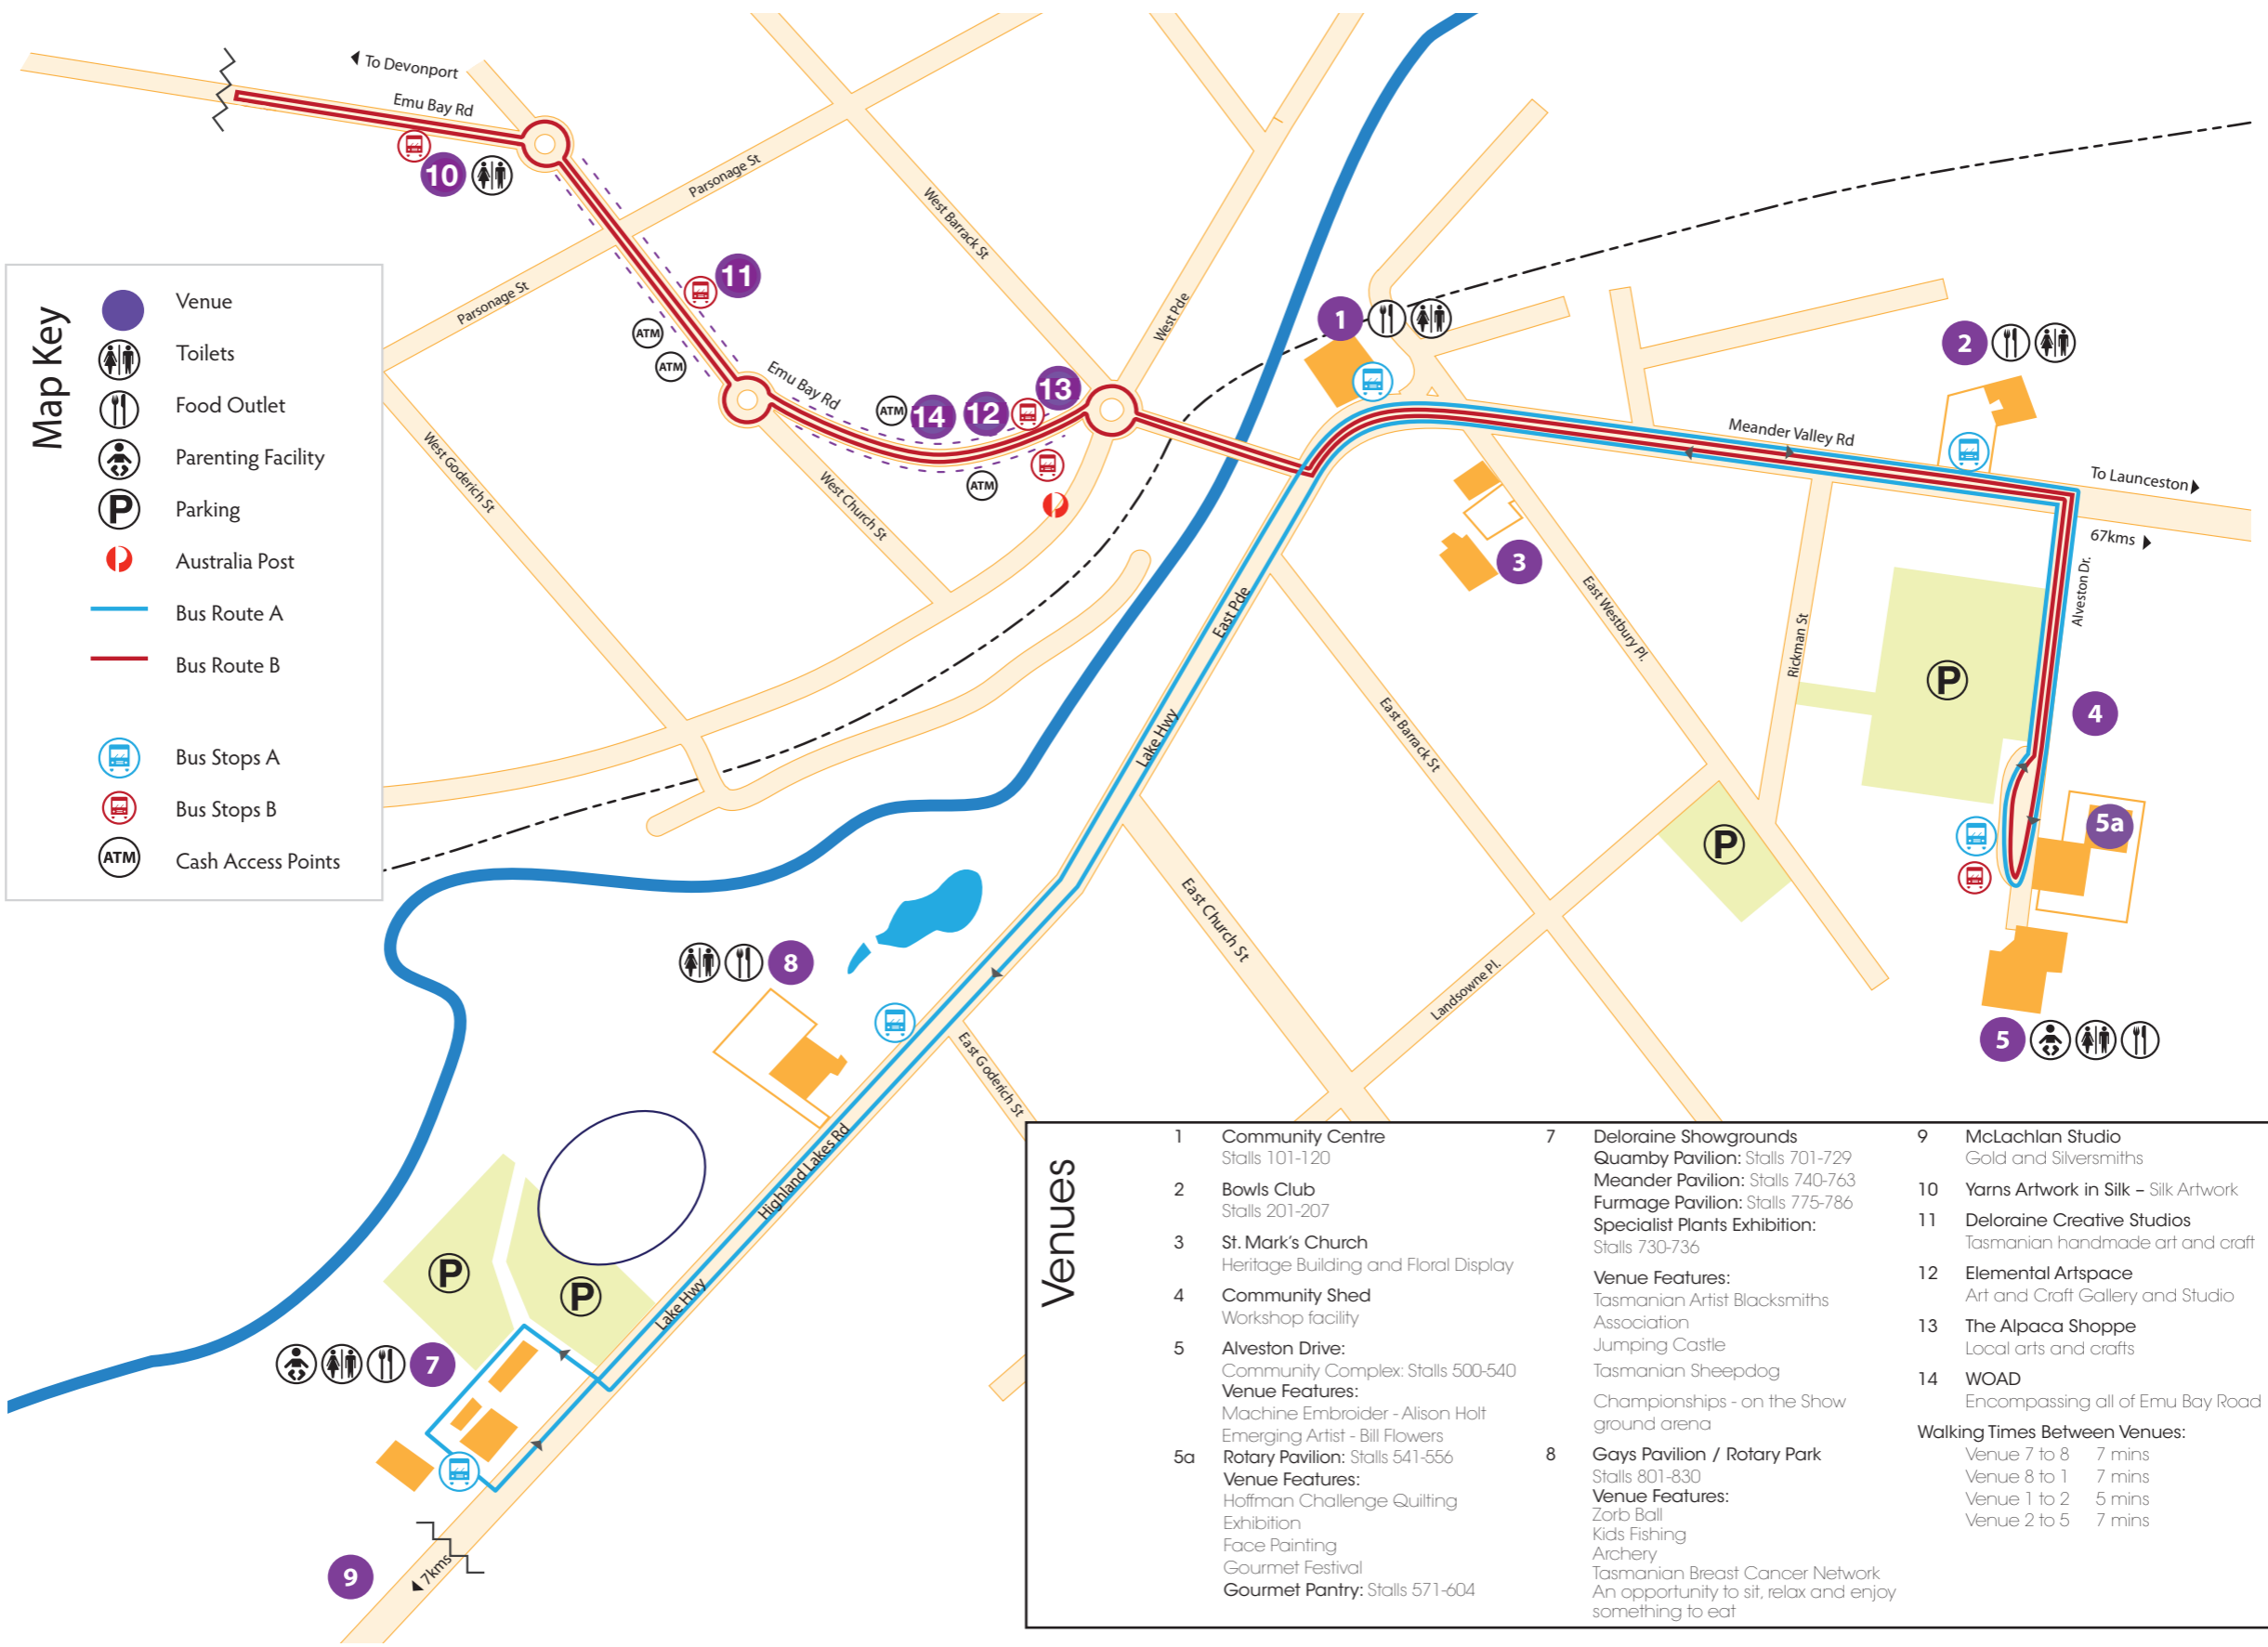 To Devonport
Emu Bay Rd
10
Parsonage St
West Barrack St
11
Map Key
Venue
Toilets
Food Outlet
Parenting Facility
P
Parking
Australia Post
Bus Route A
Bus Route B
Bus Stops A
Bus Stops B
ATM
Cash Access Points
Parsonage St
ATM
ATM
Emu Bay Rd
ATM
14
12
13
ATM
West Pde
West Goderich St
West Church St
1
2
Meander Valley Rd
To Launceston
67kms
3
East Pde
East Westbury Pl.
Rickman St
Alveston Dr.
P
4
Lake Hwy
East Barrack St
P
5a
East Church St
8
Landsowne Pl.
5
East Goderich St
Highland Lakes Rd
P
P
Lake Hwy
7
9
7kms
Venues
1 Community Centre
Stalls 101-120
2 Bowls Club
Stalls 201-207
3 St. Mark's Church
Heritage Building and Floral Display
4 Community Shed
Workshop facility
5 Alveston Drive:
Community Complex: Stalls 500-540
Venue Features:
Machine Embroider - Alison Holt
Emerging Artist - Bill Flowers
5a Rotary Pavilion: Stalls 541-556
Venue Features:
Hoffman Challenge Quilting
Exhibition
Face Painting
Gourmet Festival
Gourmet Pantry: Stalls 571-604
7 Deloraine Showgrounds
Quamby Pavilion: Stalls 701-729
Meander Pavilion: Stalls 740-763
Furmage Pavilion: Stalls 775-786
Specialist Plants Exhibition:
Stalls 730-736
Venue Features:
Tasmanian Artist Blacksmiths
Association
Jumping Castle
Tasmanian Sheepdog
Championships - on the Show
ground arena
8 Gays Pavilion / Rotary Park
Stalls 801-830
Venue Features:
Zorb Ball
Kids Fishing
Archery
Tasmanian Breast Cancer Network
An opportunity to sit, relax and enjoy
something to eat
9 McLachlan Studio
Gold and Silversmiths
10 Yarns Artwork in Silk – Silk Artwork
11 Deloraine Creative Studios
Tasmanian handmade art and craft
12 Elemental Artspace
Art and Craft Gallery and Studio
13 The Alpaca Shoppe
Local arts and crafts
14 WOAD
Encompassing all of Emu Bay Road
Walking Times Between Venues:
Venue 7 to 8 7 mins
Venue 8 to 1 7 mins
Venue 1 to 2 5 mins
Venue 2 to 5 7 mins